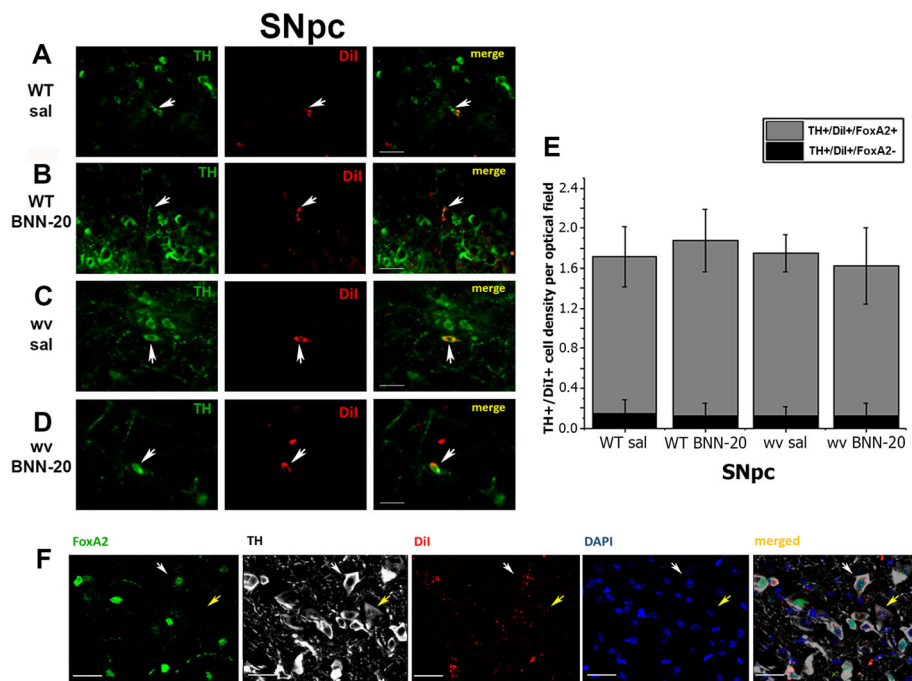 SNpc
A
WT
sal
TH
DiI
merge
B
WT
BNN-20
TH
DiI
merge
C
wv
sal
TH
DiI
merge
D
wv
BNN-20
TH
DiI
merge
E
TH+/DiI+/FoxA2+
TH+/DiI+/FoxA2-
TH+/DiI+ cell density per optical field
2.4
2.0
1.6
1.2
0.8
0.4
0.0
WT sal
WT BNN-20
wv sal
wv BNN-20
SNpc
F
FoxA2
TH
DiI
DAPI
merged